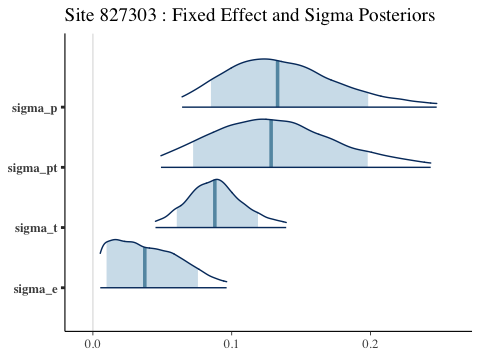 Site 827303 : Fixed Effect and Sigma Posteriors
sigma_p
sigma_pt
sigma_t
sigma_e
0.0 0.1 0.2